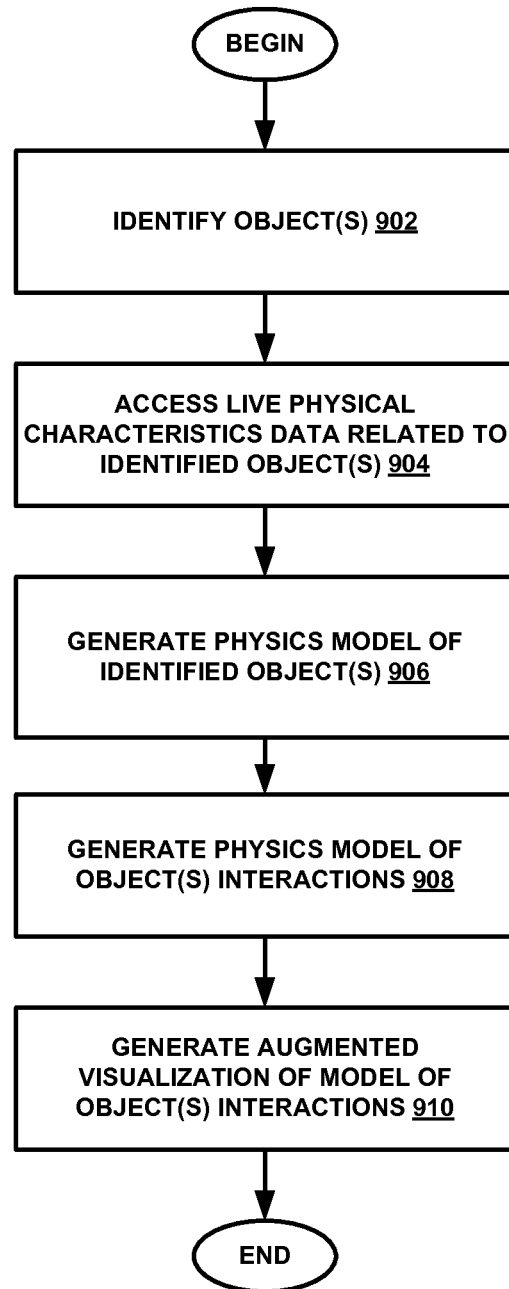 BEGIN
IDENTIFY OBJECT(S) 902
ACCESS LIVE PHYSICAL
CHARACTERISTICS DATA RELATED TO
IDENTIFIED OBJECT(S) 904
GENERATE PHYSICS MODEL OF
IDENTIFIED OBJECT(S) 906
GENERATE PHYSICS MODEL OF
OBJECT(S) INTERACTIONS 908
GENERATE AUGMENTED
VISUALIZATION OF MODEL OF
OBJECT(S) INTERACTIONS 910
END